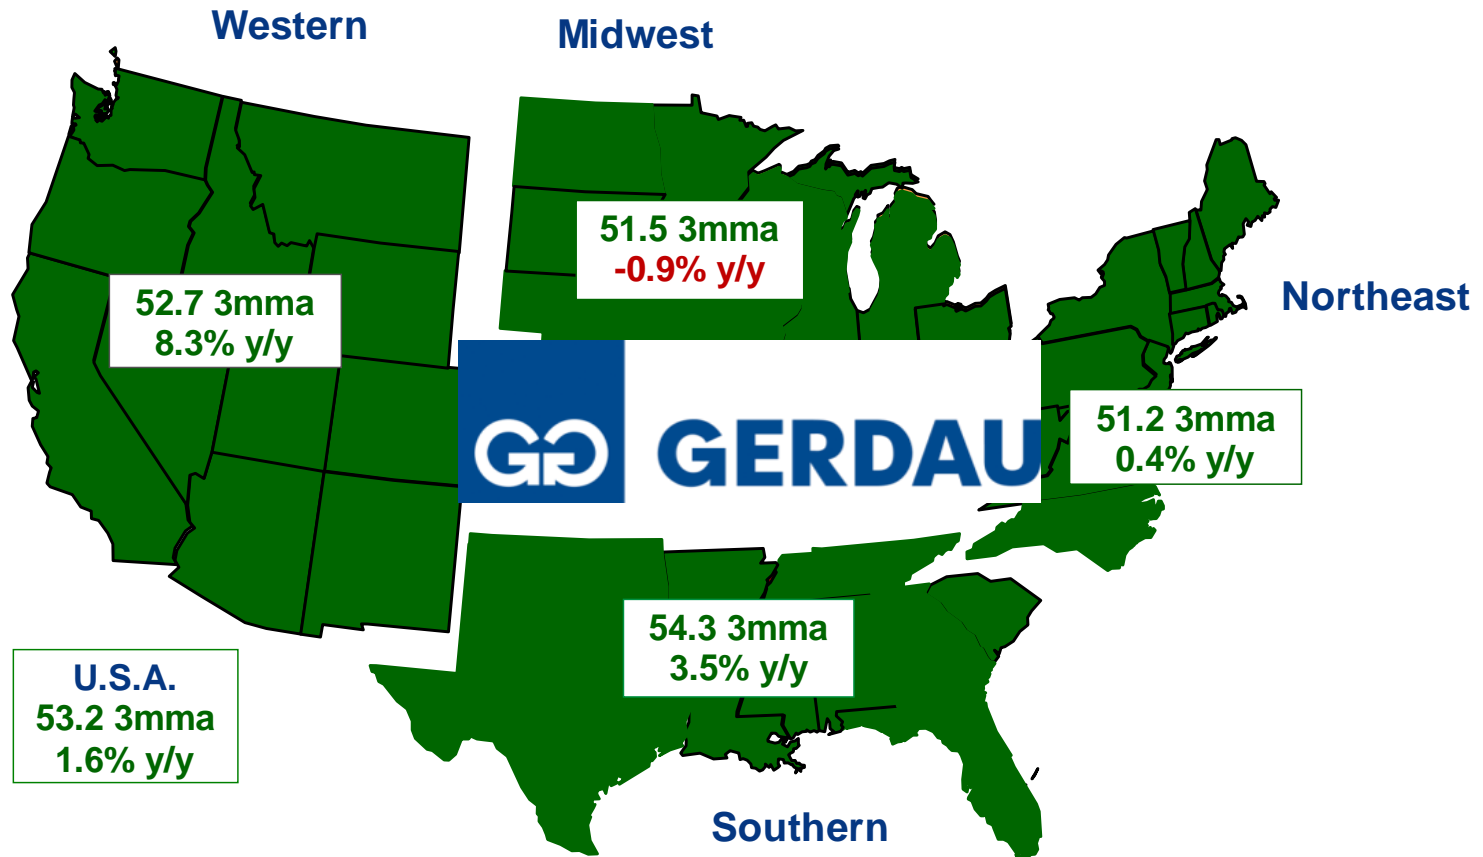 Western
Midwest
51.5 3mma
-0.9% y/y
52.7 3mma
8.3% y/y
Northeast
GERDAU
51.2 3mma
0.4% y/y
54.3 3mma
3.5% y/y
U.S.A.
53.2 3mma
1.6% y/y
Southern